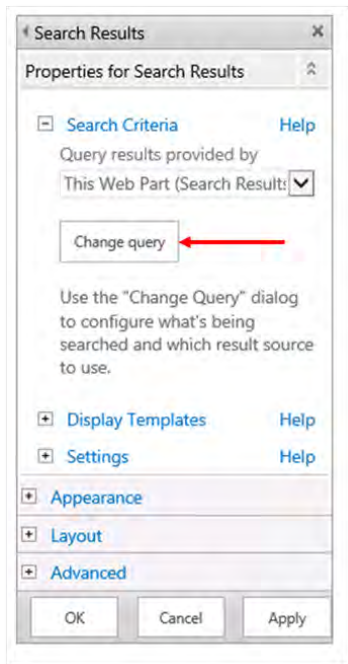 Search Results
Properties for Search Results
Search Criteria Help
Query results provided by
This Web Part (Search Results
Change query
Use the "Change Query" dialog
to configure what's being
searched and which result source
to use.
Display Templates Help
Settings Help
Appearance
Layout
Advanced
OK Cancel Apply